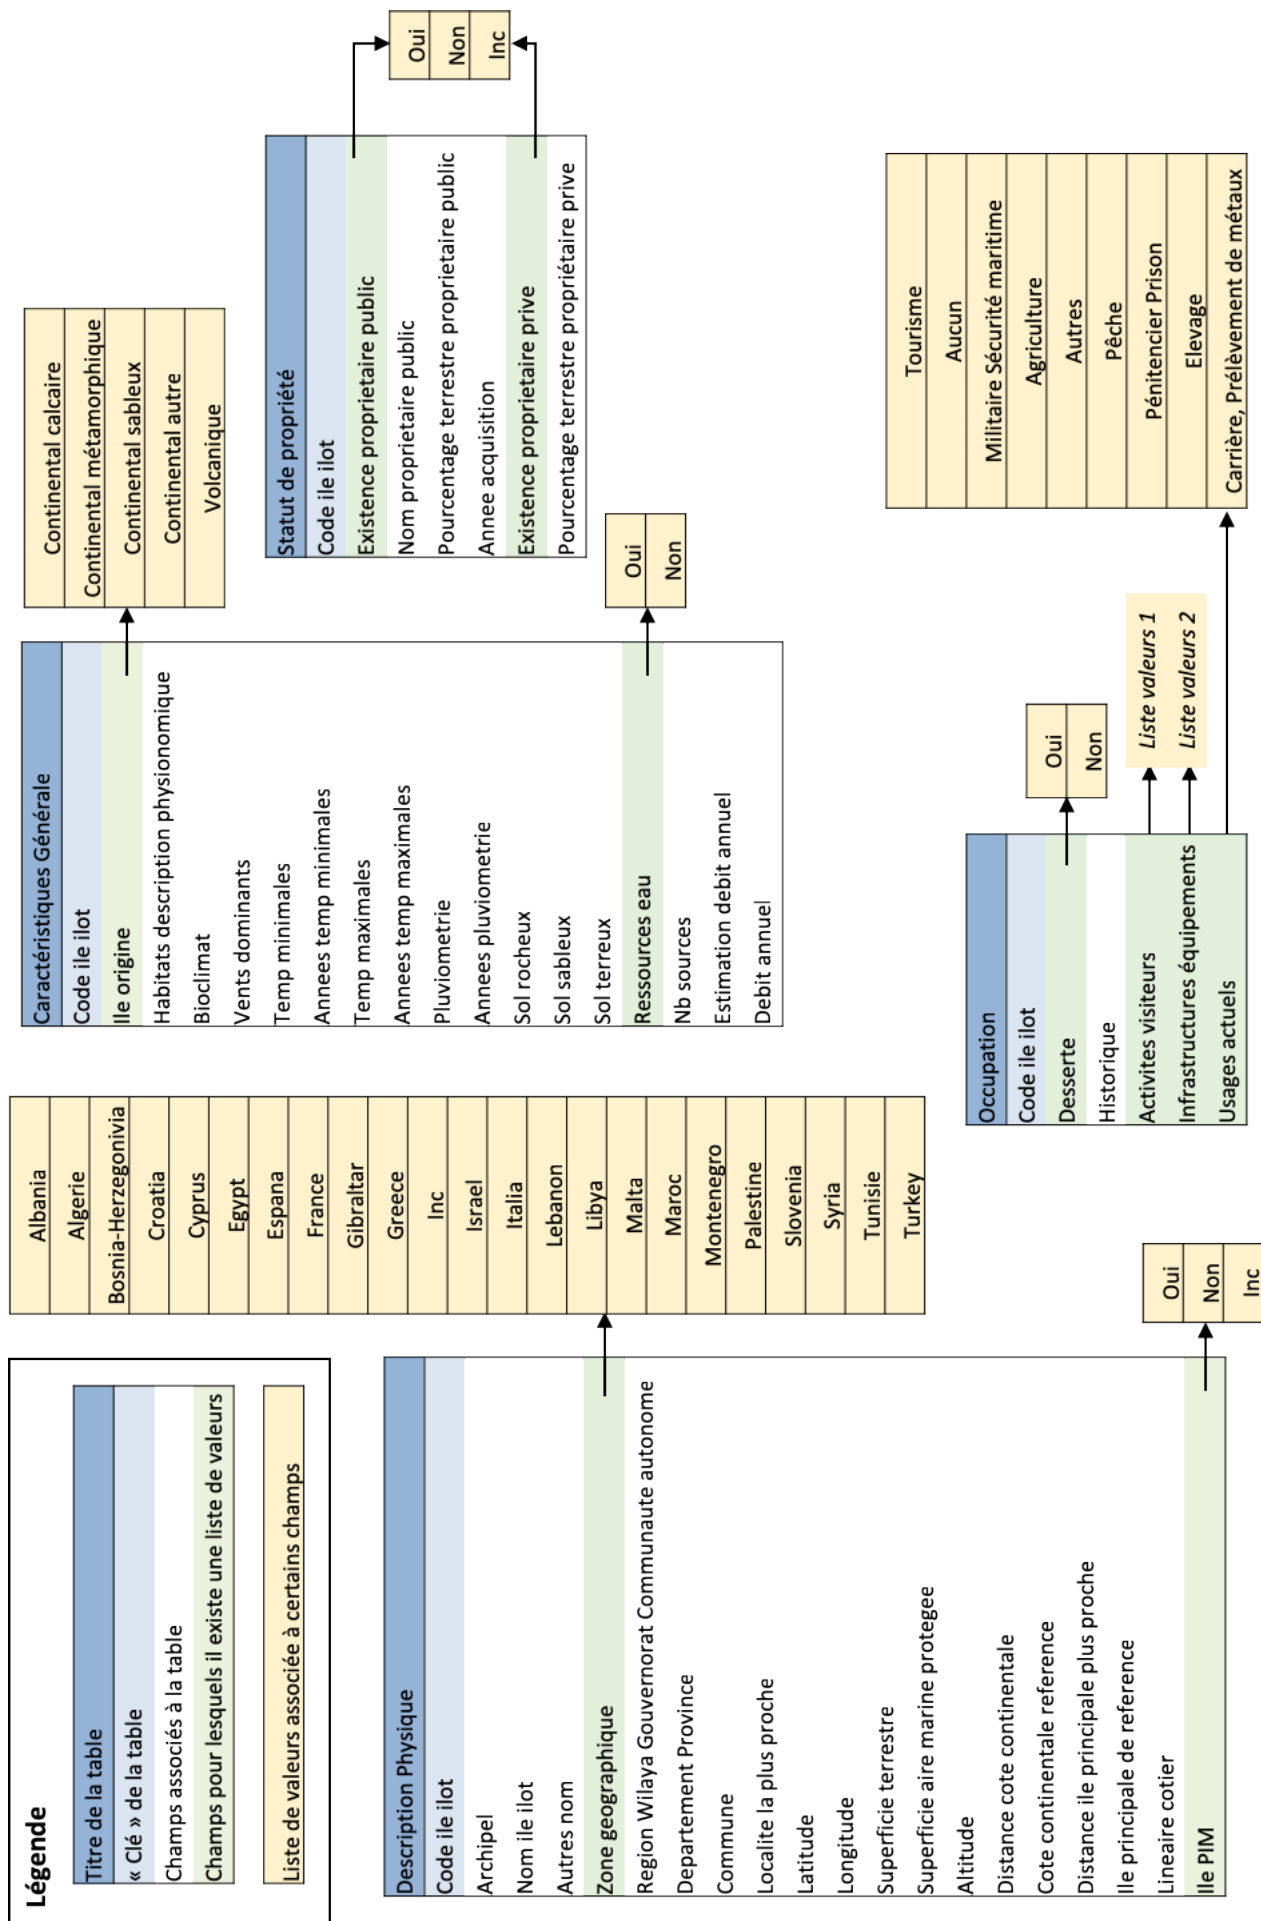 Légende
Titre de la table
« Clé » de la table
Champs associés à la table
Champs pour lesquels il existe une liste de valeurs
Liste de valeurs associée à certains champs
Description Physique
Code ile ilot
Archipel
Nom ile ilot
Autres nom
Zone geographique
Region Wilaya Gouvernorat Communaute autonome
Departement Province
Commune
Localite la plus proche
Latitude
Longitude
Superficie terrestre
Superficie aire marine protegee
Altitude
Distance cote continentale
Cote continentale reference
Distance ile principale plus proche
Ile principale de reference
Lineaire cotier
Ile PIM
Albania
Algerie
Bosnia-Herzegonivia
Croatia
Cyprus
Egypt
Espana
France
Gibraltar
Greece
Inc
Israel
Italia
Lebanon
Libya
Malta
Maroc
Montenegro
Palestine
Slovenia
Syria
Tunisie
Turkey
Oui
Non
Inc
Caractéristiques Générale
Code ile ilot
Ile origine
Habitats description physionomique
Bioclimat
Vents dominants
Temp minimales
Annees temp minimales
Temp maximales
Annees temp maximales
Pluviometrie
Annees pluviometrie
Sol rocheux
Sol sableux
Sol terreux
Ressources eau
Nb sources
Estimation debit annuel
Debit annuel
Continental calcaire
Continental métamorphique
Continental sableux
Continental autre
Volcanique
Oui
Non
Statut de propriété
Code ile ilot
Existence proprietaire public
Nom proprietaire public
Pourcentage terrestre proprietaire public
Annee acquisition
Existence proprietaire prive
Pourcentage terrestre propriétaire prive
Oui
Non
Inc
Occupation
Code ile ilot
Desserte
Historique
Activites visiteurs
Infrastructures équipements
Usages actuels
Oui
Non
Liste valeurs 1
Liste valeurs 2
Tourisme
Aucun
Militaire Sécurité maritime
Agriculture
Autres
Pêche
Pénitencier Prison
Elevage
Carrière, Prélèvement de métaux